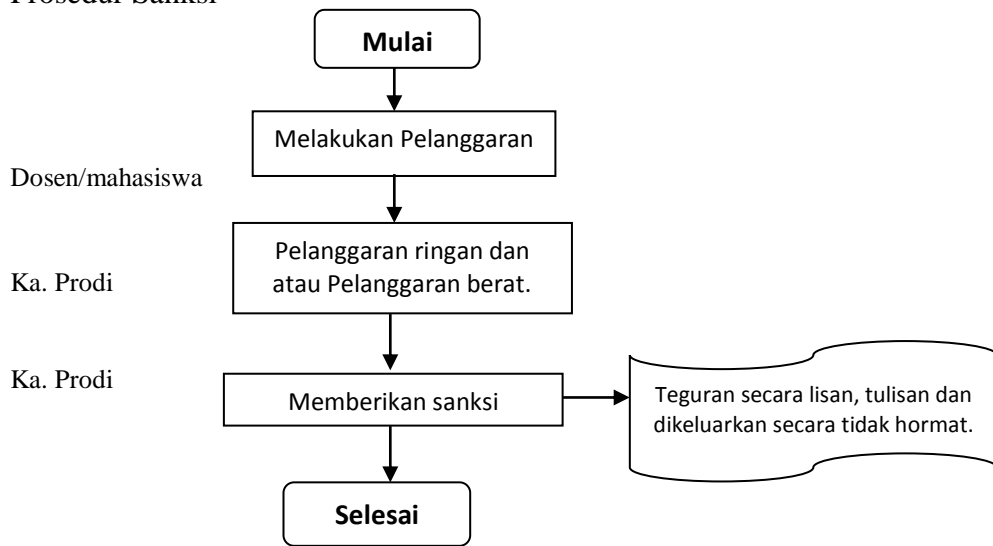 Prosedur Sanksi
Mulai
Melakukan Pelanggaran
Dosen/mahasiswa
Pelanggaran ringan dan
atau Pelanggaran berat.
Ka. Prodi
Ka. Prodi
Memberikan sanksi
Teguran secara lisan, tulisan dan
dikeluarkan secara tidak hormat.
Selesai